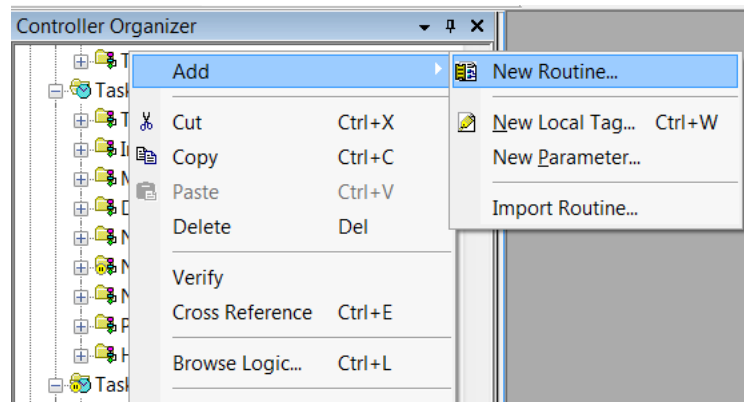 Controller Organizer
T
Add
New Routine...
Task
T
Cut Ctrl+X
New Local Tag... Ctrl+W
Copy Ctrl+C
New Parameter...
N
Paste Ctrl+V
Import Routine...
Delete Del
N
Verify
N
N
Cross Reference Ctrl+E
P
H
Browse Logic... Ctrl+L
Task